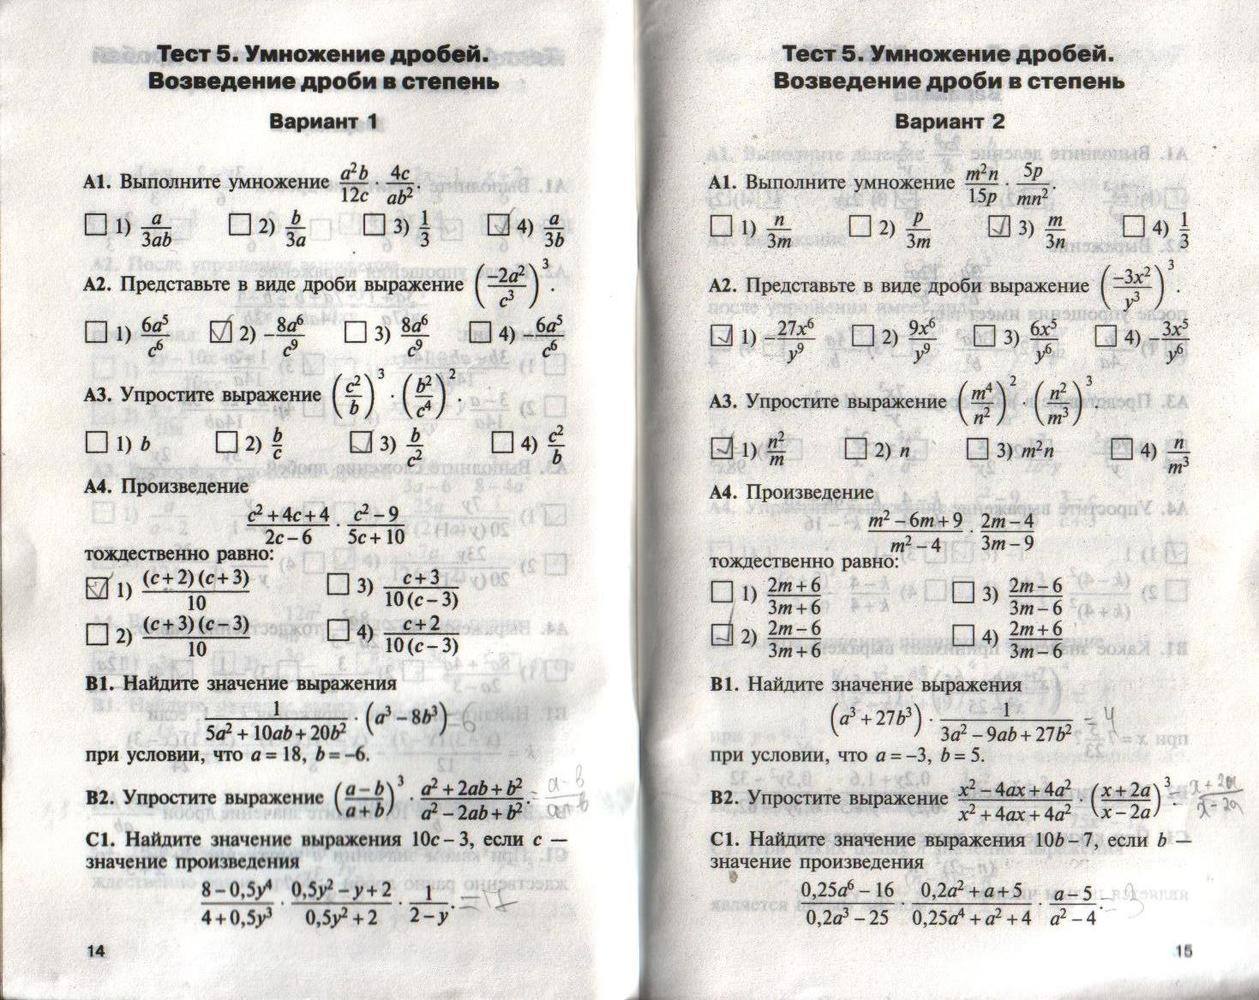 Тест 5. Умножение дробей.
Возведение дроби в степень
Вариант 1
А1. Выполните умножение a²b/12c · 4c/ab².
1) a/3ab 2) b/3a 3) 1/3 4) a/3b
А2. Представьте в виде дроби выражение (−2a²/c³)³.
1) 6a⁵/c⁶ 2) −8a⁶/c⁹ 3) 8a⁶/c⁹ 4) −6a⁵/c⁶
А3. Упростите выражение (c²/b)³ · (b²/c⁴)².
1) b 2) b/c 3) b/c² 4) c²/b
А4. Произведение
(c²+4c+4)/(2c−6) · (c²−9)/(5c+10)
тождественно равно:
1) (c+2)(c+3)/10 3) (c+3)/10(c−3)
2) (c+3)(c−3)/10 4) (c+2)/10(c−3)
В1. Найдите значение выражения
1/(5a²+10ab+20b²) · (a³−8b³)
при условии, что a=18, b=−6.
В2. Упростите выражение ((a−b)/(a+b))³ · (a²+2ab+b²)/(a²−2ab+b²).
С1. Найдите значение выражения 10c−3, если c —
значение произведения
(8−0,5y⁴)/(4+0,5y³) · (0,5y²−y+2)/(0,5y²+2) · 1/(2−y).
14
Тест 5. Умножение дробей.
Возведение дроби в степень
Вариант 2
А1. Выполните умножение m²n/15p · 5p/mn².
1) n/3m 2) p/3m 3) m/3n 4) 1/3
А2. Представьте в виде дроби выражение (−3x²/y³)³.
1) −27x⁶/y⁹ 2) 9x⁶/y⁹ 3) 6x⁵/y⁶ 4) −3x⁵/y⁶
А3. Упростите выражение (m⁴/n²)² · (n²/m³)³.
1) n²/m 2) n 3) m²n 4) n/m³
А4. Произведение
(m²−6m+9)/(m²−4) · (2m−4)/(3m−9)
тождественно равно:
1) (2m+6)/(3m+6) 3) (2m−6)/(3m−6)
2) (2m−6)/(3m+6) 4) (2m+6)/(3m−6)
В1. Найдите значение выражения
(a³+27b³) · 1/(3a²−9ab+27b²) = 4
при условии, что a=−3, b=5.
В2. Упростите выражение (x²−4ax+4a²)/(x²+4ax+4a²) · ((x+2a)/(x−2a))³. (x+2a)/(x−2a)
С1. Найдите значение выражения 10b−7, если b —
значение произведения
(0,25a⁶−16)/(0,2a³−25) · (0,2a²+a+5)/(0,25a⁴+a²+4) · (a−5)/(a²−4).
15